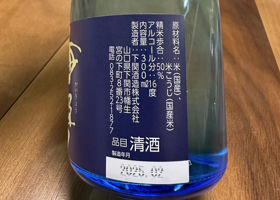 原材料名：米(国産)、米こうじ(国産米)
精米歩合：50%
アルコール分：16度
内容量：300ml
製造者：下関酒造株式会社
山口県下関市幡生
宮の下町8番23号
083-252-1877
品目 清酒
製造年月
2025.02